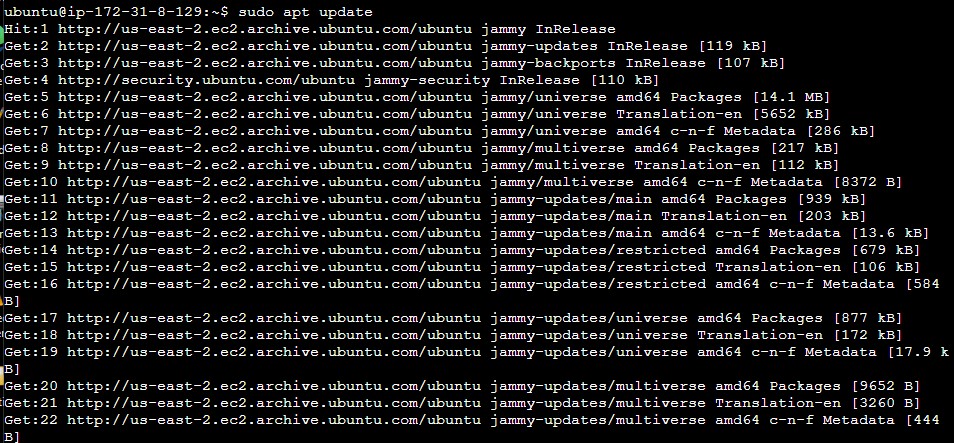 ubuntu@ip-172-31-8-129:~$ sudo apt update
Hit:1 http://us-east-2.ec2.archive.ubuntu.com/ubuntu jammy InRelease
Get:2 http://us-east-2.ec2.archive.ubuntu.com/ubuntu jammy-updates InRelease [119 kB]
Get:3 http://us-east-2.ec2.archive.ubuntu.com/ubuntu jammy-backports InRelease [107 kB]
Get:4 http://security.ubuntu.com/ubuntu jammy-security InRelease [110 kB]
Get:5 http://us-east-2.ec2.archive.ubuntu.com/ubuntu jammy/universe amd64 Packages [14.1 MB]
Get:6 http://us-east-2.ec2.archive.ubuntu.com/ubuntu jammy/universe Translation-en [5652 kB]
Get:7 http://us-east-2.ec2.archive.ubuntu.com/ubuntu jammy/universe amd64 c-n-f Metadata [286 kB]
Get:8 http://us-east-2.ec2.archive.ubuntu.com/ubuntu jammy/multiverse amd64 Packages [217 kB]
Get:9 http://us-east-2.ec2.archive.ubuntu.com/ubuntu jammy/multiverse Translation-en [112 kB]
Get:10 http://us-east-2.ec2.archive.ubuntu.com/ubuntu jammy/multiverse amd64 c-n-f Metadata [8372 B]
Get:11 http://us-east-2.ec2.archive.ubuntu.com/ubuntu jammy-updates/main amd64 Packages [939 kB]
Get:12 http://us-east-2.ec2.archive.ubuntu.com/ubuntu jammy-updates/main Translation-en [203 kB]
Get:13 http://us-east-2.ec2.archive.ubuntu.com/ubuntu jammy-updates/main amd64 c-n-f Metadata [13.6 kB]
Get:14 http://us-east-2.ec2.archive.ubuntu.com/ubuntu jammy-updates/restricted amd64 Packages [679 kB]
Get:15 http://us-east-2.ec2.archive.ubuntu.com/ubuntu jammy-updates/restricted Translation-en [106 kB]
Get:16 http://us-east-2.ec2.archive.ubuntu.com/ubuntu jammy-updates/restricted amd64 c-n-f Metadata [584
B]
Get:17 http://us-east-2.ec2.archive.ubuntu.com/ubuntu jammy-updates/universe amd64 Packages [877 kB]
Get:18 http://us-east-2.ec2.archive.ubuntu.com/ubuntu jammy-updates/universe Translation-en [172 kB]
Get:19 http://us-east-2.ec2.archive.ubuntu.com/ubuntu jammy-updates/universe amd64 c-n-f Metadata [17.9 k
B]
Get:20 http://us-east-2.ec2.archive.ubuntu.com/ubuntu jammy-updates/multiverse amd64 Packages [9652 B]
Get:21 http://us-east-2.ec2.archive.ubuntu.com/ubuntu jammy-updates/multiverse Translation-en [3260 B]
Get:22 http://us-east-2.ec2.archive.ubuntu.com/ubuntu jammy-updates/multiverse amd64 c-n-f Metadata [444
B]